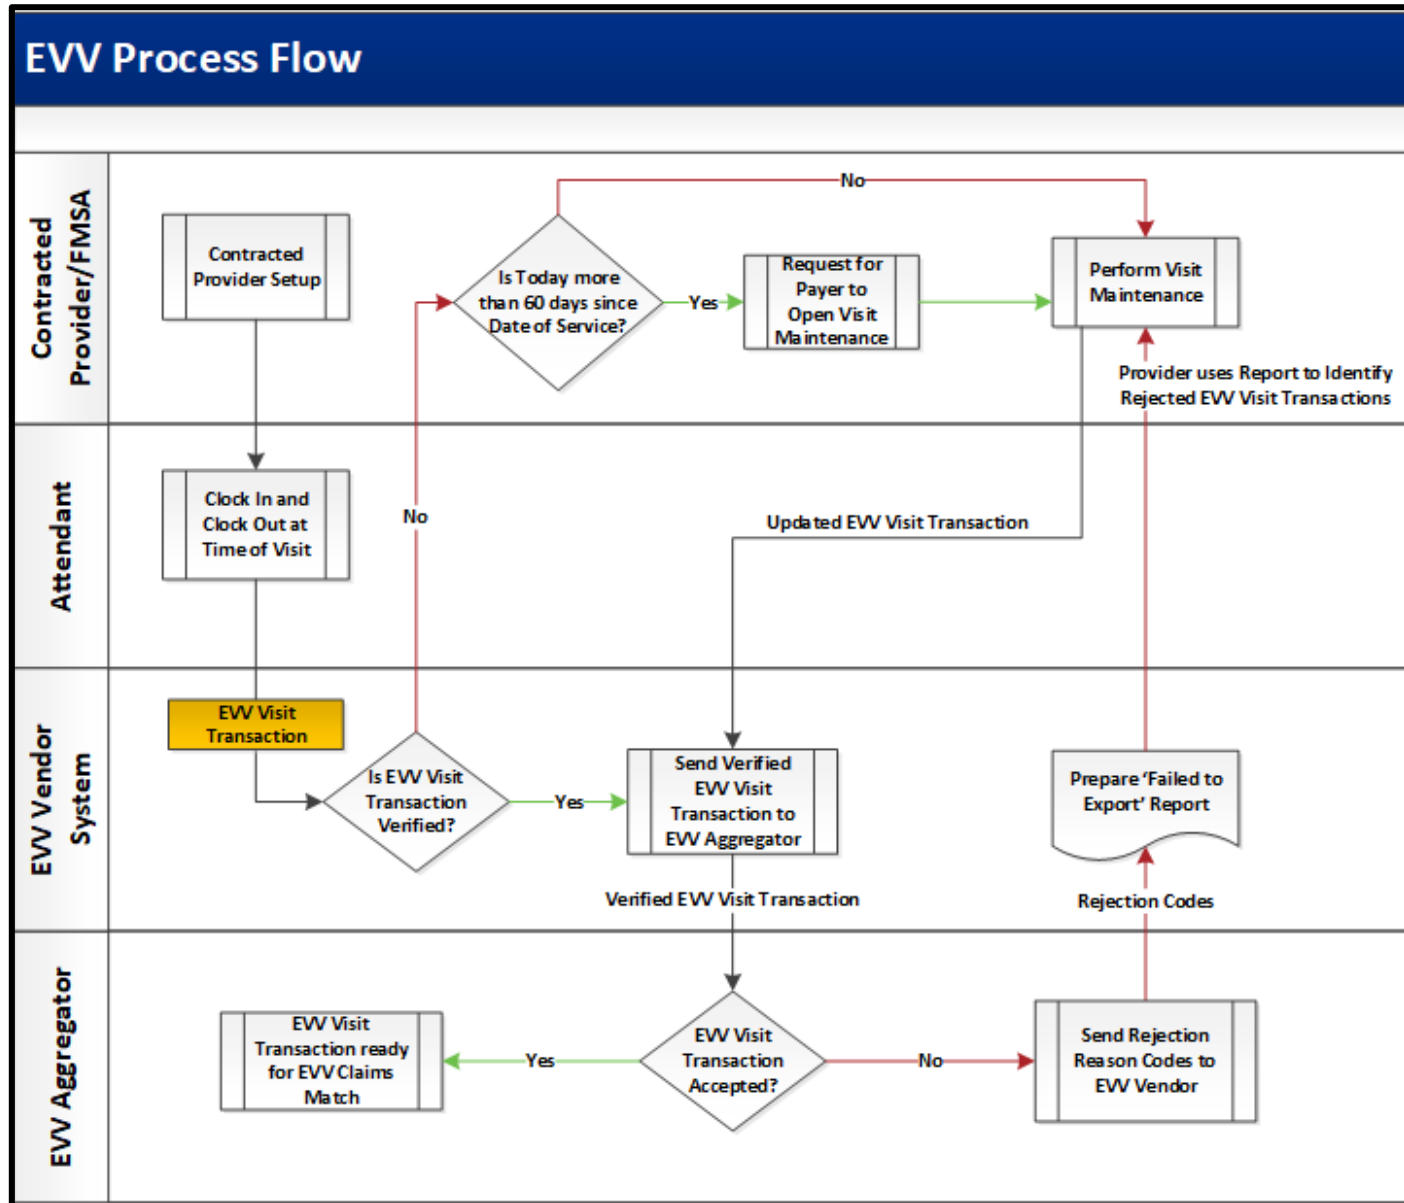 EVV Process Flow
Contracted
Provider/FMSA
Contracted
Provider Setup
Is Today more
than 60 days since
Date of Service?
No
Yes
Request for
Payer to
Open Visit
Maintenance
Perform Visit
Maintenance
Provider uses Report to Identify
Rejected EVV Visit Transactions
Attendant
Clock In and
Clock Out at
Time of Visit
No
Updated EVV Visit Transaction
EVV Vendor
System
EVV Visit
Transaction
Is EVV Visit
Transaction
Verified?
Yes
Send Verified
EVV Visit
Transaction to
EVV Aggregator
Prepare ‘Failed to
Export’ Report
Verified EVV Visit Transaction
Rejection Codes
EVV Aggregator
EVV Visit
Transaction ready
for EVV Claims
Match
Yes
EVV Visit
Transaction
Accepted?
No
Send Rejection
Reason Codes to
EVV Vendor